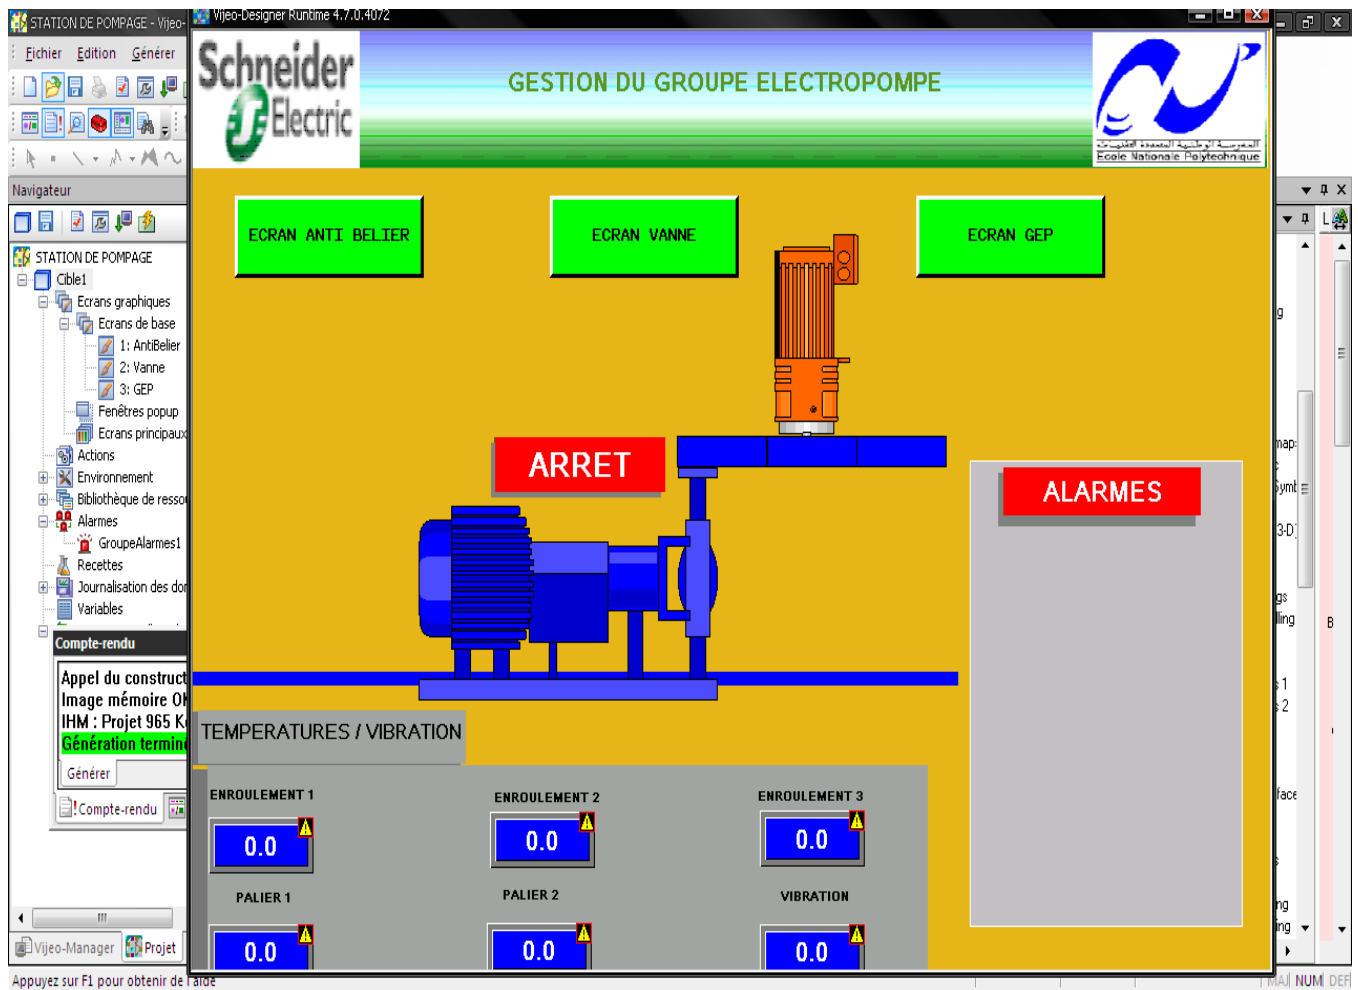 STATION DE POMPAGE - Vijeo-
Vijeo-Designer Runtime 4.7.0.4072
Fichier Edition Générer
Schneider
Electric
GESTION DU GROUPE ELECTROPOMPE
Ecole Nationale Polytechnique
Navigateur
ECRAN ANTI BELIER
ECRAN VANNE
ECRAN GEP
STATION DE POMPAGE
Cible1
Ecrans graphiques
Ecrans de base
1: AntiBelier
2: Vanne
3: GEP
Fenêtres popup
Ecrans principaux
Actions
Environnement
Bibliothèque de resso
Alarmes
GroupeAlarmes1
Recettes
Journalisation des dor
Variables
ARRET
ALARMES
Compte-rendu
Appel du construct
Image mémoire OK
IHM : Projet 965 K
Génération terminé
Générer
Compte-rendu
TEMPERATURES / VIBRATION
ENROULEMENT 1
ENROULEMENT 2
ENROULEMENT 3
0.0
0.0
0.0
PALIER 1
PALIER 2
VIBRATION
0.0
0.0
0.0
Vijeo-Manager
Projet
Appuyez sur F1 pour obtenir de l'aide
MAJ NUM DEF